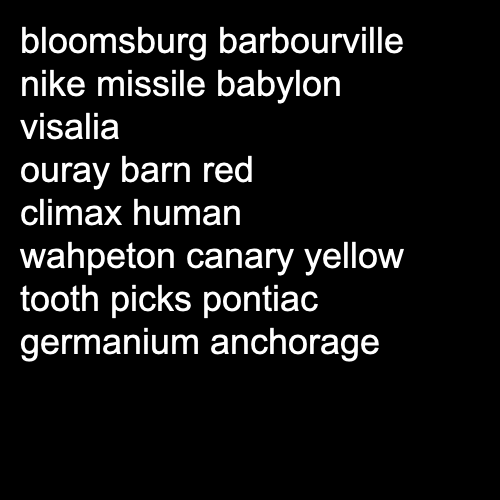 bloomsburg barbourville
nike missile babylon
visalia
ouray barn red
climax human
wahpeton canary yellow
tooth picks pontiac
germanium anchorage